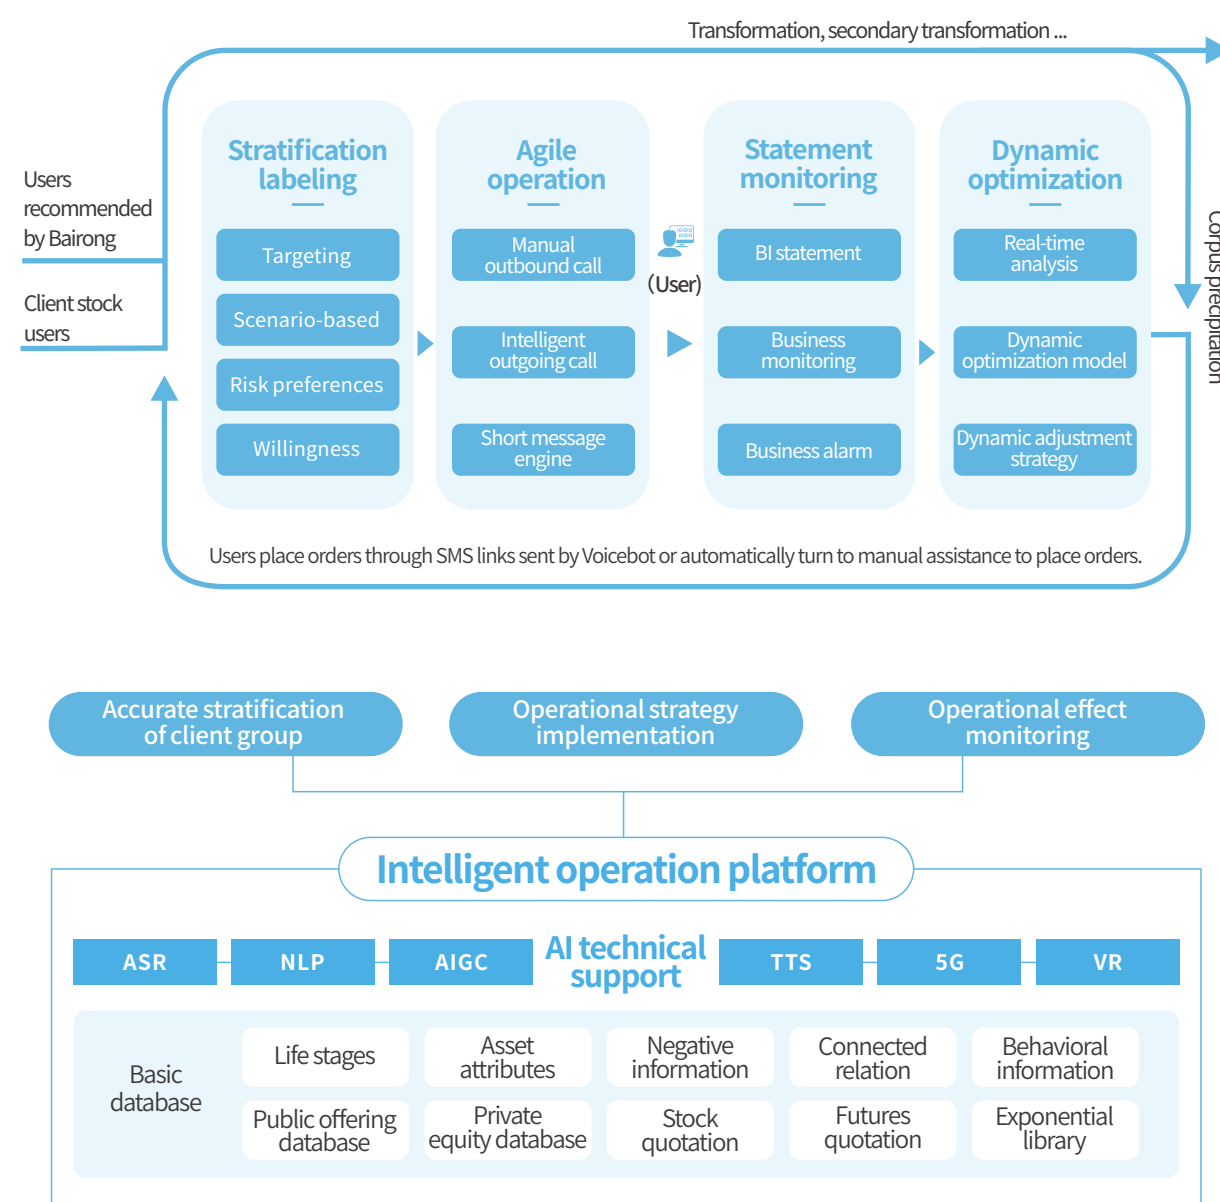 Transformation, secondary transformation ...
Users
recommended
by Bairong
Client stock
users
Stratification
labeling
Targeting
Scenario-based
Risk preferences
Willingness
Agile
operation
Manual
outbound call
Intelligent
outgoing call
Short message
engine
(User)
Statement
monitoring
BI statement
Business
monitoring
Business alarm
Dynamic
optimization
Real-time
analysis
Dynamic
optimization model
Dynamic adjustment
strategy
Corpus precipitation
Users place orders through SMS links sent by Voicebot or automatically turn to manual assistance to place orders.
Accurate stratification
of client group
Operational strategy
implementation
Operational effect
monitoring
Intelligent operation platform
ASR
NLP
AIGC
AI technical
support
TTS
5G
VR
Basic
database
Life stages
Asset
attributes
Negative
information
Connected
relation
Behavioral
information
Public offering
database
Private
equity database
Stock
quotation
Futures
quotation
Exponential
library